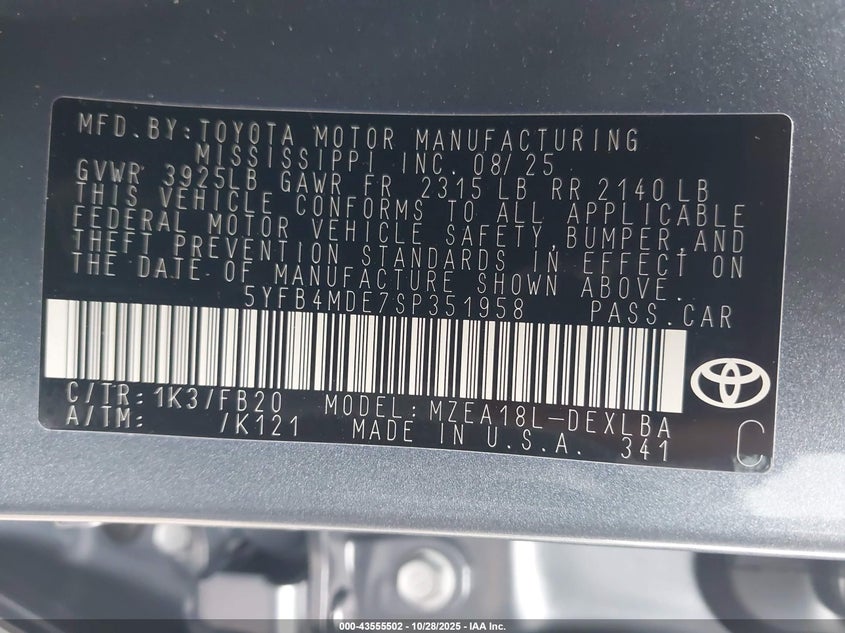 MFD.BY:TOYOTA MOTOR MANUFACTURING
MISSISSIPPI INC. 08/25
GVWR 3925LB GAWR FR 2315 LB RR 2140 LB
THIS VEHICLE CONFORMS TO ALL APPLICABLE
FEDERAL MOTOR VEHICLE SAFETY,BUMPER,AND
THEFT PREVENTION STANDARDS IN EFFECT ON
THE DATE OF MANUFACTURE SHOWN ABOVE.
5YFB4MDE7SP351958 PASS.CAR
C/TR:1K3/FB20 MODEL:MZEA18L-DEXLBA
A/TM: /K121 MADE IN U.S.A. 341
C
000-43555502 / 10/28/2025 - IAA Inc.